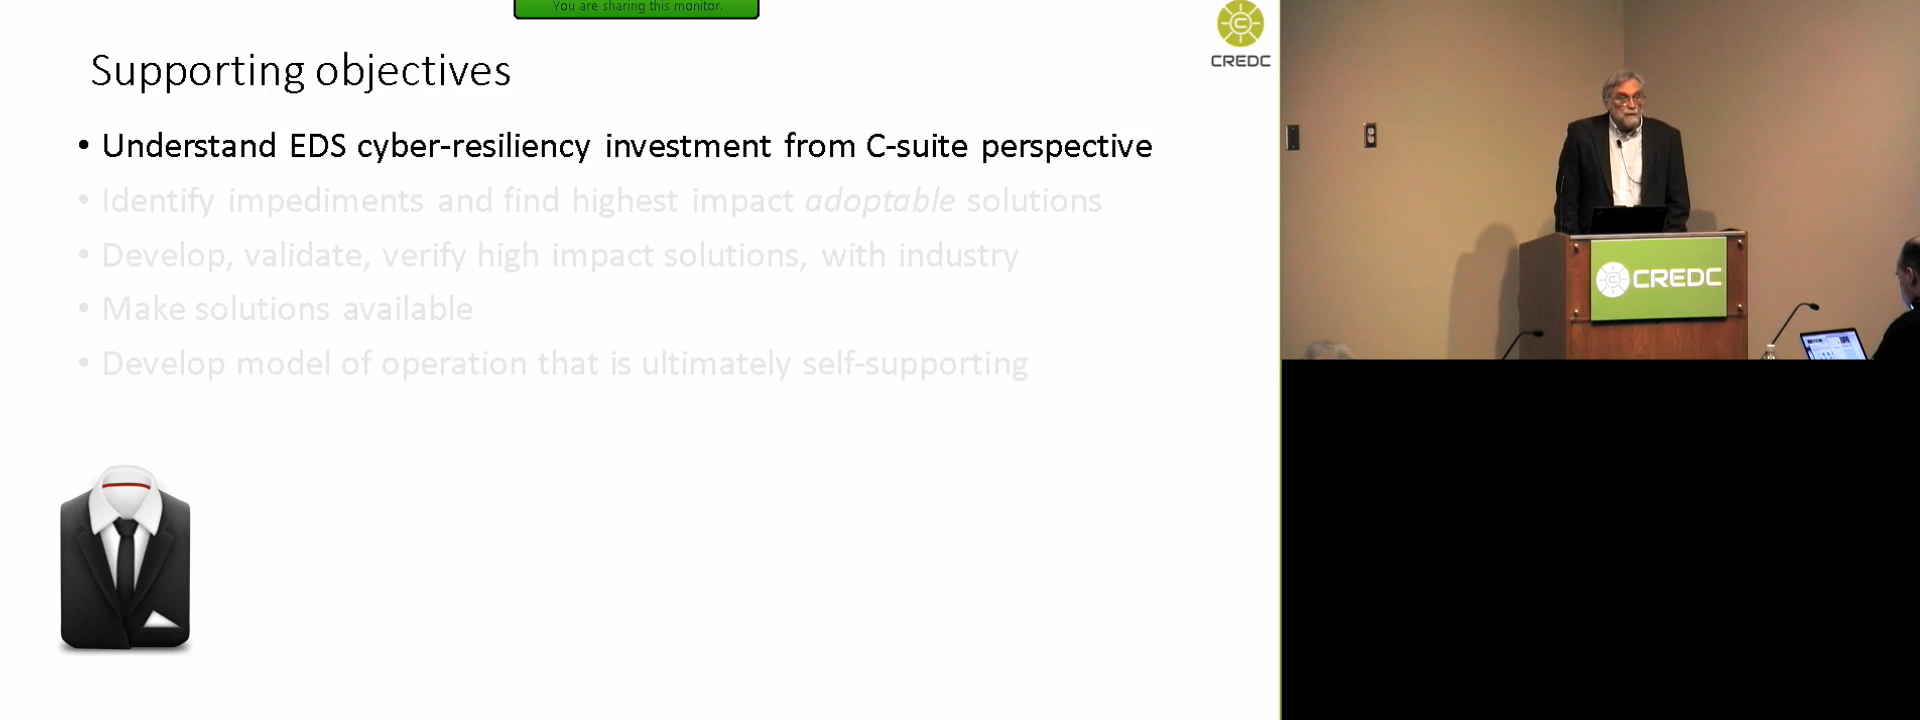 You are sharing this monitor.
CREDC
Supporting objectives
• Understand EDS cyber-resiliency investment from C-suite perspective
• Identify impediments and find highest impact adoptable solutions
• Develop, validate, verify high impact solutions, with industry
• Make solutions available
• Develop model of operation that is ultimately self-supporting
CREDC